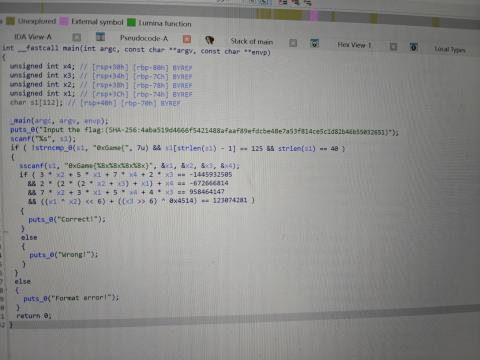 Unexplored External symbol Lumina function
IDA View-A Pseudocode-A Stack of main Hex View-1 Local Types
int __fastcall main(int argc, const char **argv, const char **envp)
{
unsigned int x4; // [rsp+30h] [rbp-80h] BYREF
unsigned int x3; // [rsp+34h] [rbp-7Ch] BYREF
unsigned int x2; // [rsp+38h] [rbp-78h] BYREF
unsigned int x1; // [rsp+3Ch] [rbp-74h] BYREF
char s1[112]; // [rsp+40h] [rbp-70h] BYREF
_main(argc, argv, envp);
puts_0("Input the flag:(SHA-256:4aba519d4666f5421488afaaf89efdcbe48e7a53f814ce5c1d82b46b55032651)");
scanf("%s", s1);
if ( !strncmp_0(s1, "0xGame{", 7u) && s1[strlen(s1) - 1] == 125 && strlen(s1) == 40 )
{
sscanf(s1, "0xGame{%8x%8x%8x%8x}", &x1, &x2, &x3, &x4);
if ( 3 * x2 + 5 * x1 + 7 * x4 + 2 * x3 == -1445932505
&& 2 * (2 * (2 * x2 + x3) + x1) + x4 == -672666814
&& 7 * x2 + 3 * x1 + 5 * x4 + 4 * x3 == 958464147
&& ((x1 ^ x2) << 6) + ((x3 >> 6) ^ 0x4514) == 123074281 )
{
puts_0("Correct!");
}
else
{
puts_0("Wrong!");
}
}
else
{
puts_0("Format error!");
}
return 0;
}